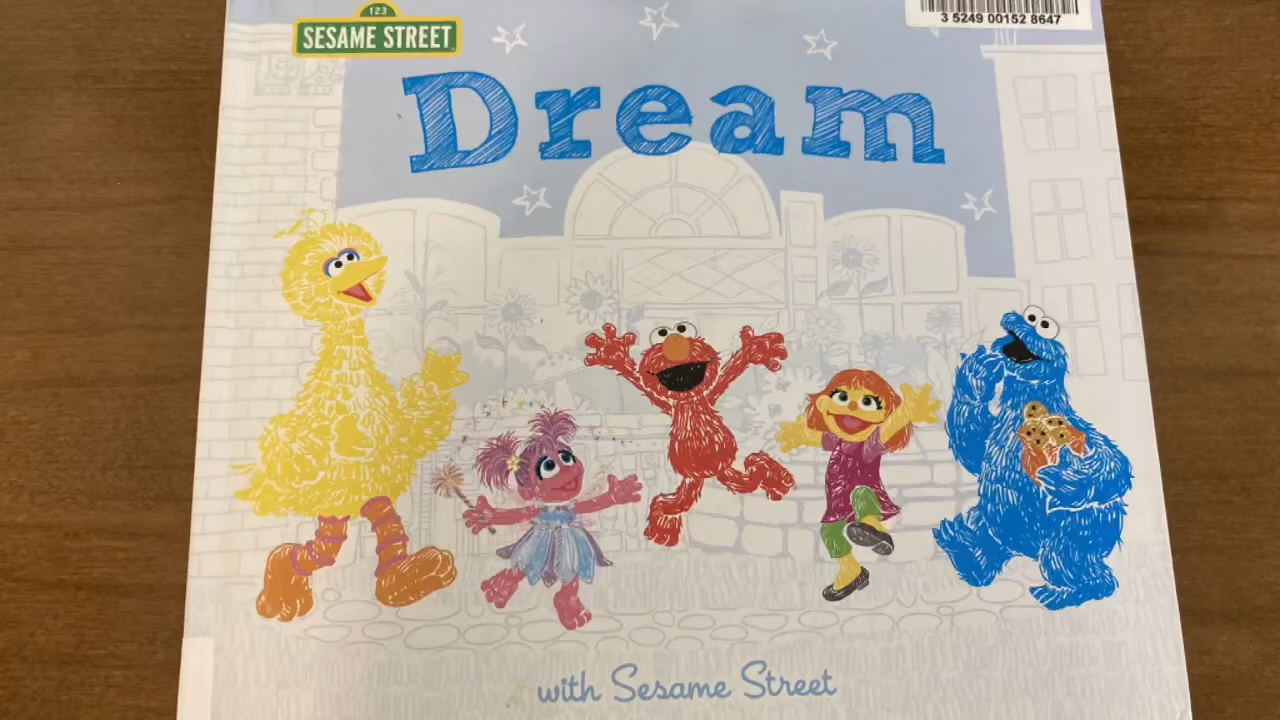 123
SESAME STREET
3 5249 00152 8647
Dream
with Sesame Street